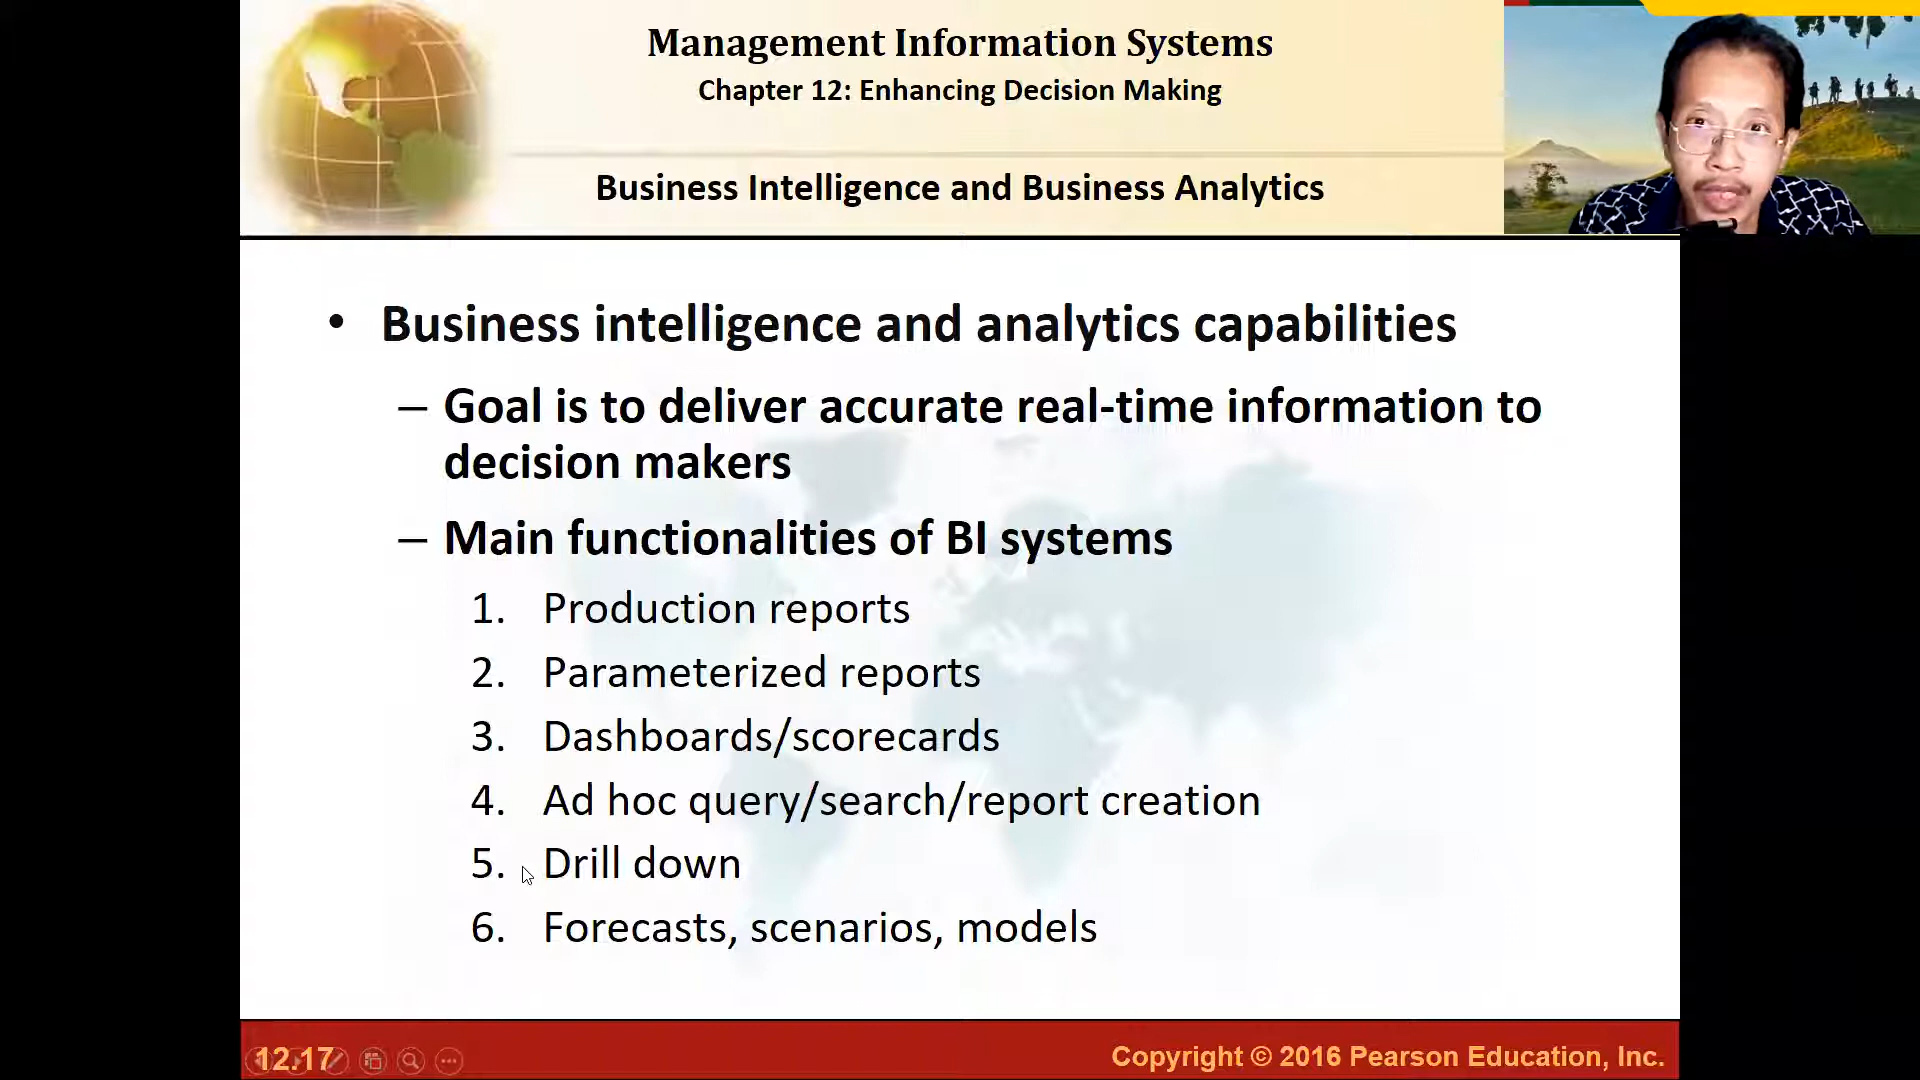 Management Information Systems
Chapter 12: Enhancing Decision Making
Business Intelligence and Business Analytics
• Business intelligence and analytics capabilities
– Goal is to deliver accurate real-time information to
decision makers
– Main functionalities of BI systems
1. Production reports
2. Parameterized reports
3. Dashboards/scorecards
4. Ad hoc query/search/report creation
5. Drill down
6. Forecasts, scenarios, models
12.17
Copyright © 2016 Pearson Education, Inc.